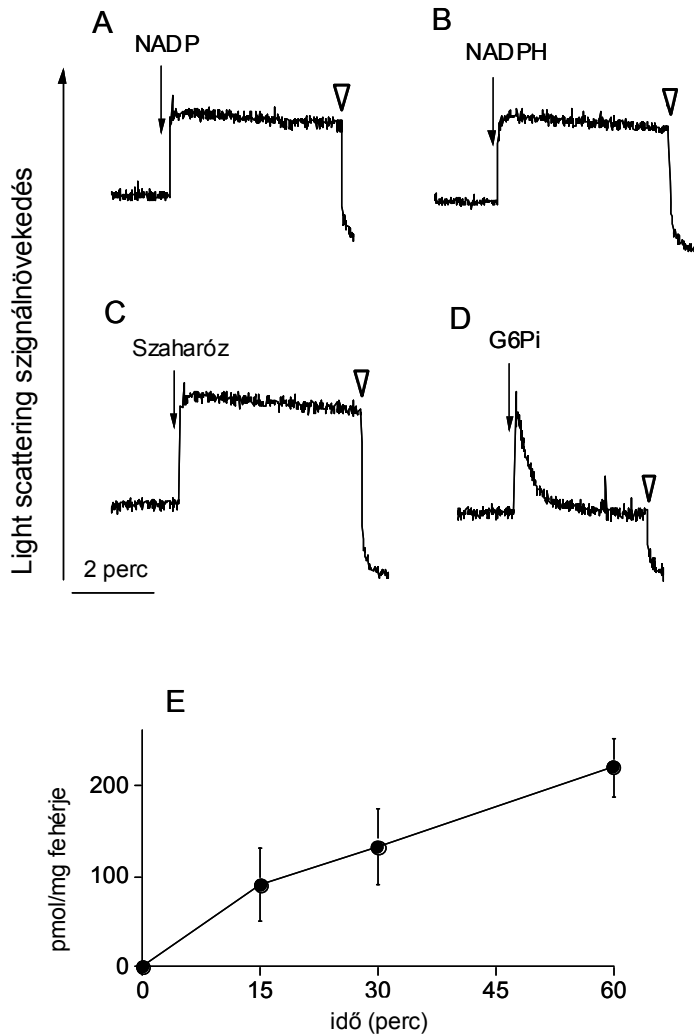 A
NADP
B
NADPH
Light scattering szignálnövekedés
C
Szaharóz
D
G6Pi
2 perc
E
pmol/mg fehérje
200
100
0
0 15 30 45 60
idő (perc)